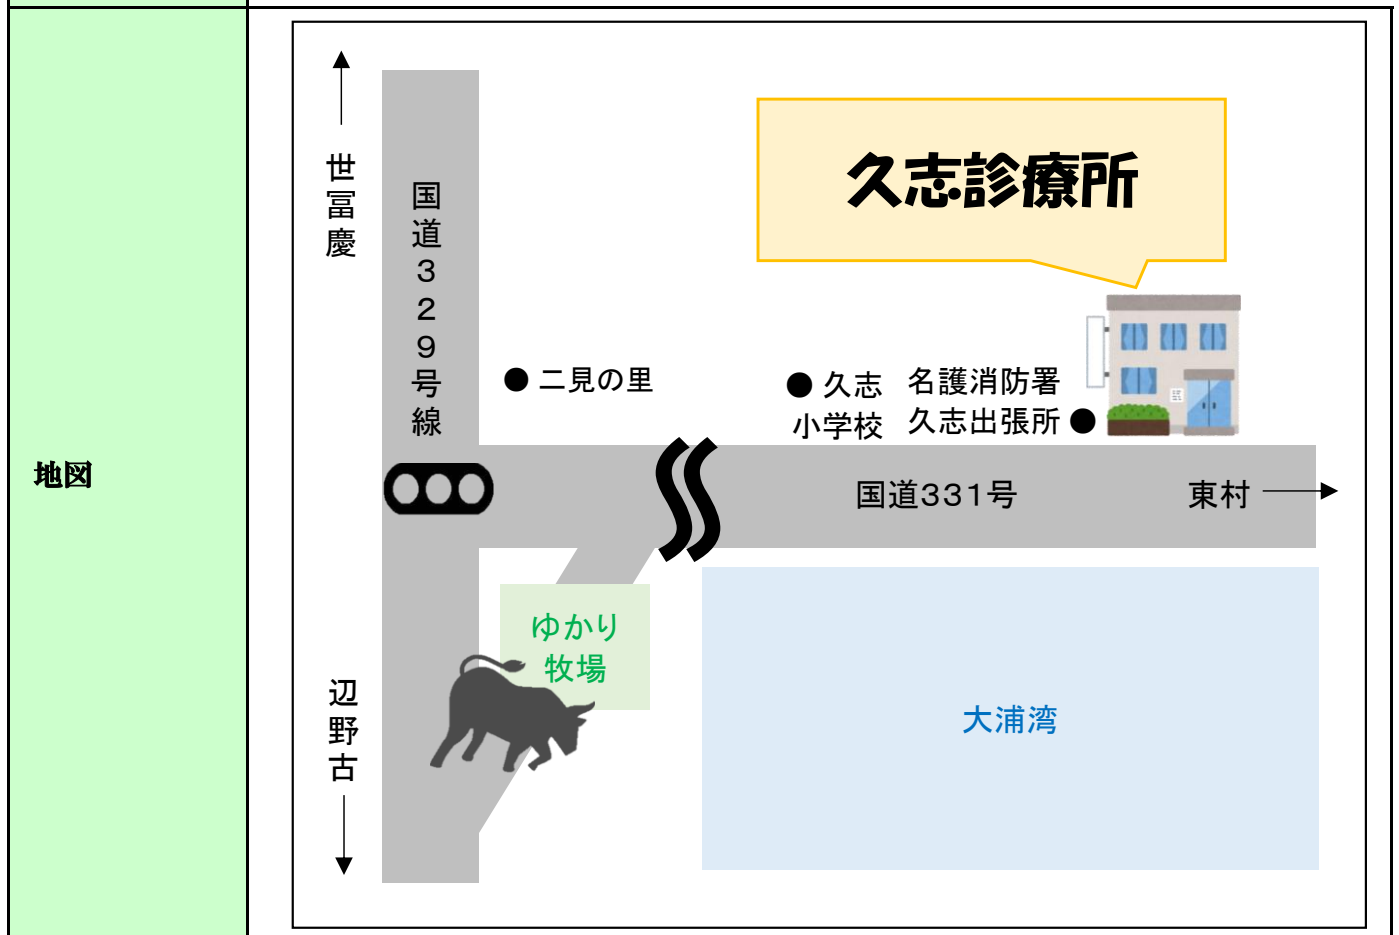 地図
世冨慶
国道３２９号線
久志診療所
● 二見の里
● 久志
小学校
名護消防署
久志出張所 ●
国道331号
東村
ゆかり
牧場
辺野古
大浦湾